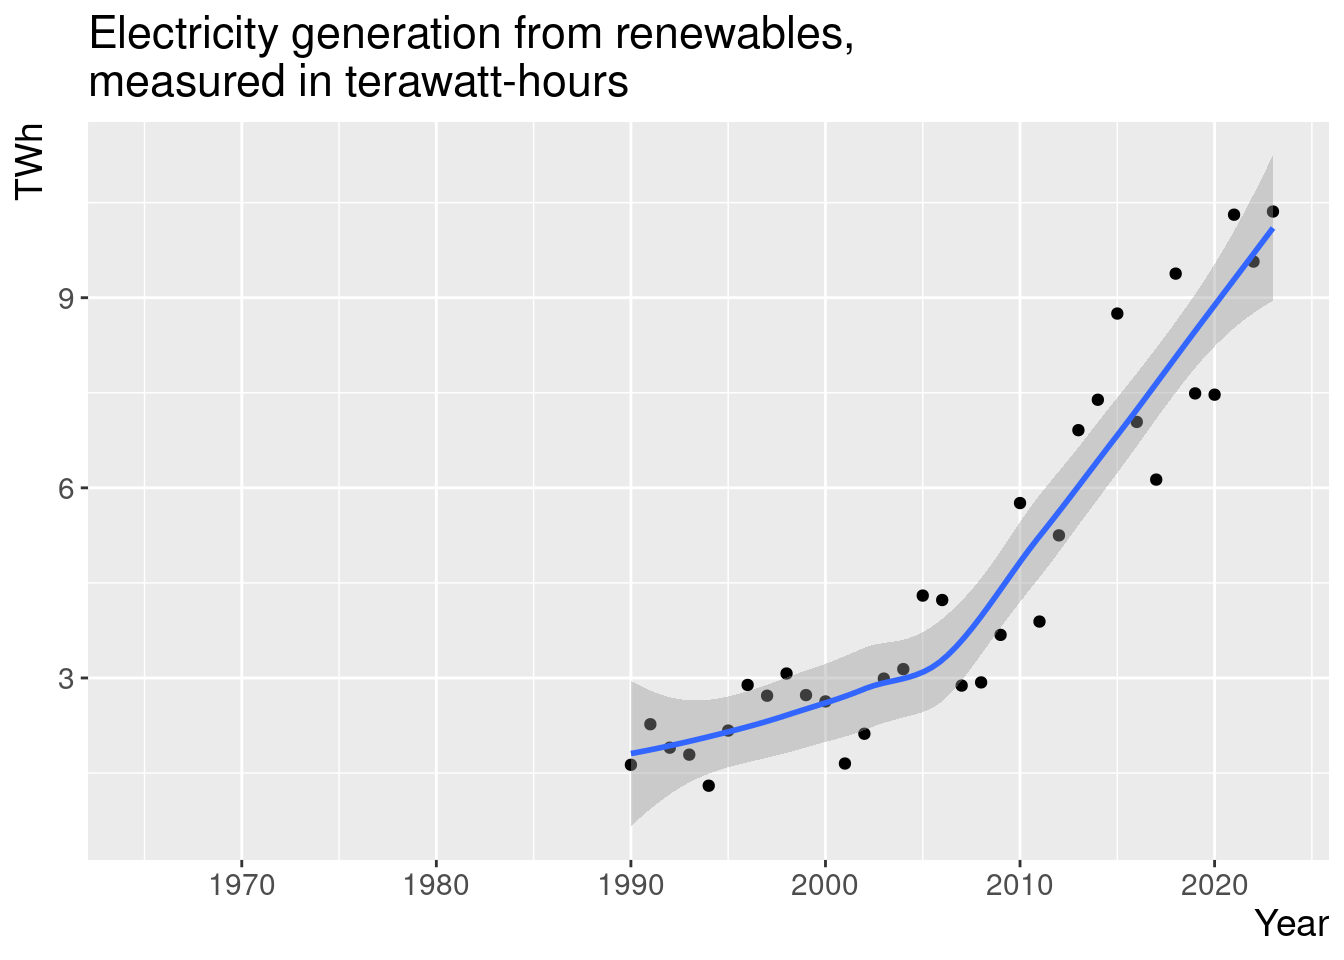 Electricity generation from renewables,
measured in terawatt-hours
TWh
9
6
3
1970 1980 1990 2000 2010 2020
Year